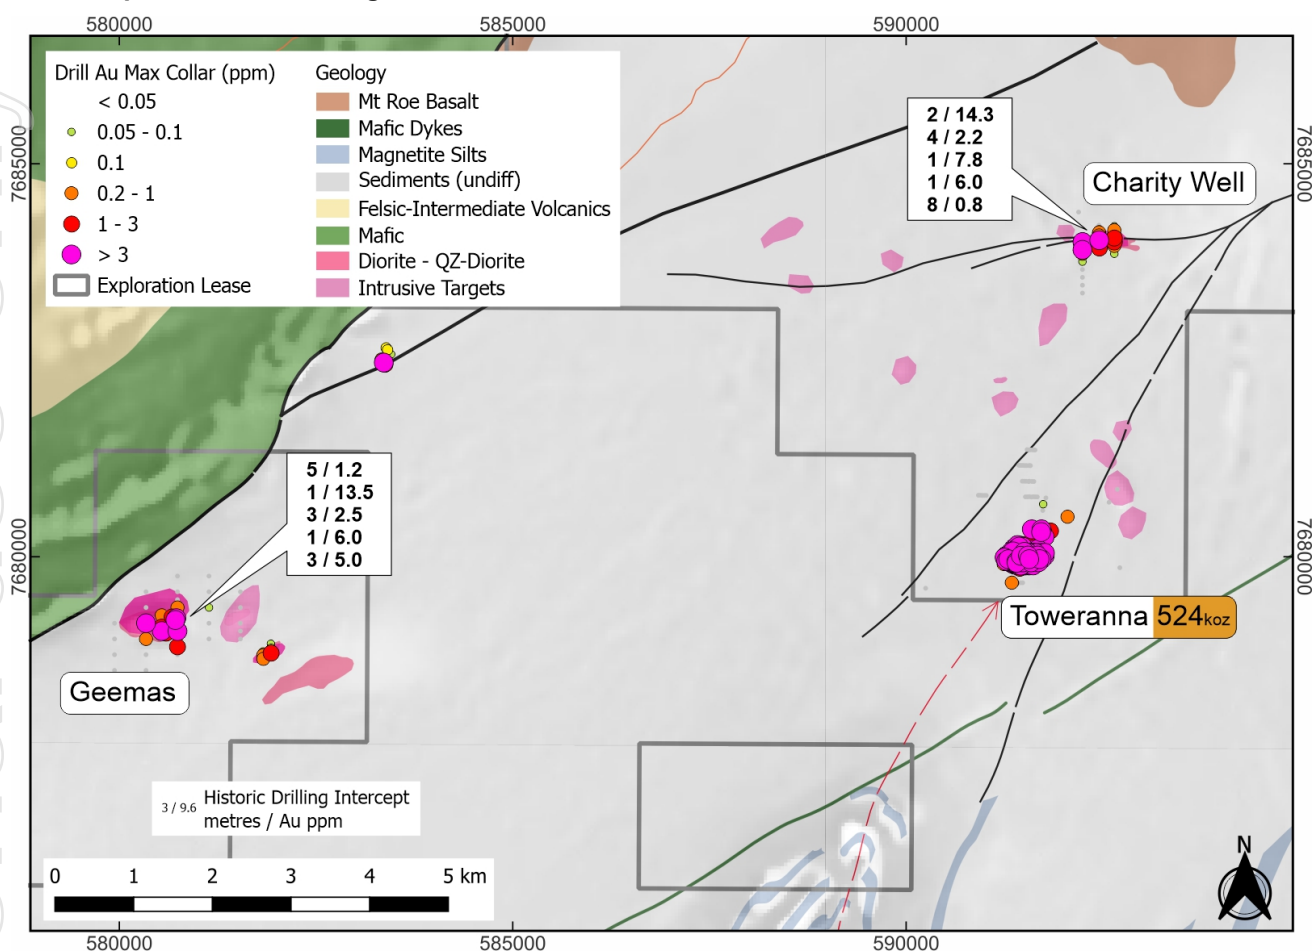 580000
585000
590000
Drill Au Max Collar (ppm)
< 0.05
0.05 - 0.1
0.1
0.2 - 1
1 - 3
> 3
Exploration Lease
Geology
Mt Roe Basalt
Mafic Dykes
Magnetite Silts
Sediments (undiff)
Felsic-Intermediate Volcanics
Mafic
Diorite - QZ-Diorite
Intrusive Targets
7685000
7685000
2 / 14.3
4 / 2.2
1 / 7.8
1 / 6.0
8 / 0.8
Charity Well
5 / 1.2
1 / 13.5
3 / 2.5
1 / 6.0
3 / 5.0
7680000
7680000
Toweranna 524koz
Geemas
3 / 9.6 Historic Drilling Intercept
metres / Au ppm
0 1 2 3 4 5 km
N
580000
585000
590000